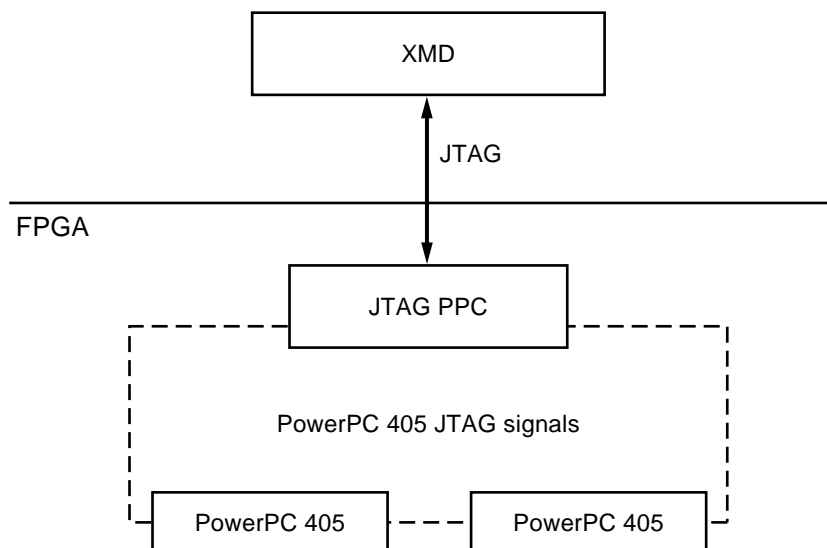 XMD
JTAG
FPGA
JTAG PPC
PowerPC 405 JTAG signals
PowerPC 405
PowerPC 405